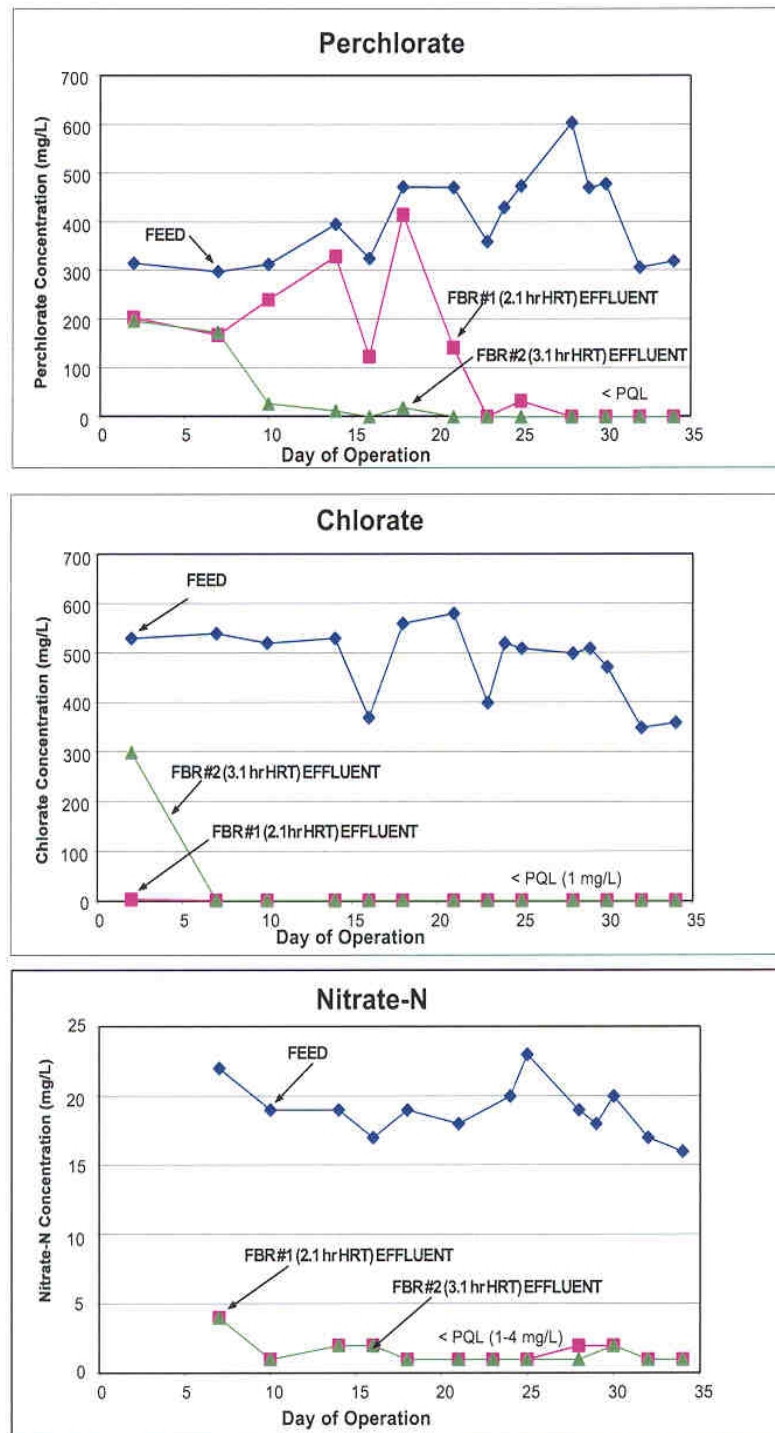 Perchlorate
Perchlorate Concentration (mg/L)
700
600
500
400
300
200
100
0
FEED
FBR#1 (2.1 hr HRT) EFFLUENT
FBR#2 (3.1 hr HRT) EFFLUENT
< PQL
0 5 10 15 20 25 30 35
Day of Operation
Chlorate
Chlorate Concentration (mg/L)
700
600
500
400
300
200
100
0
FEED
FBR#2 (3.1 hr HRT) EFFLUENT
FBR#1 (2.1 hr HRT) EFFLUENT
< PQL (1 mg/L)
0 5 10 15 20 25 30 35
Day of Operation
Nitrate-N
Nitrate-N Concentration (mg/L)
25
20
15
10
5
0
FEED
FBR#1 (2.1 hr HRT) EFFLUENT
FBR#2 (3.1 hr HRT) EFFLUENT
< PQL (1-4 mg/L)
0 5 10 15 20 25 30 35
Day of Operation